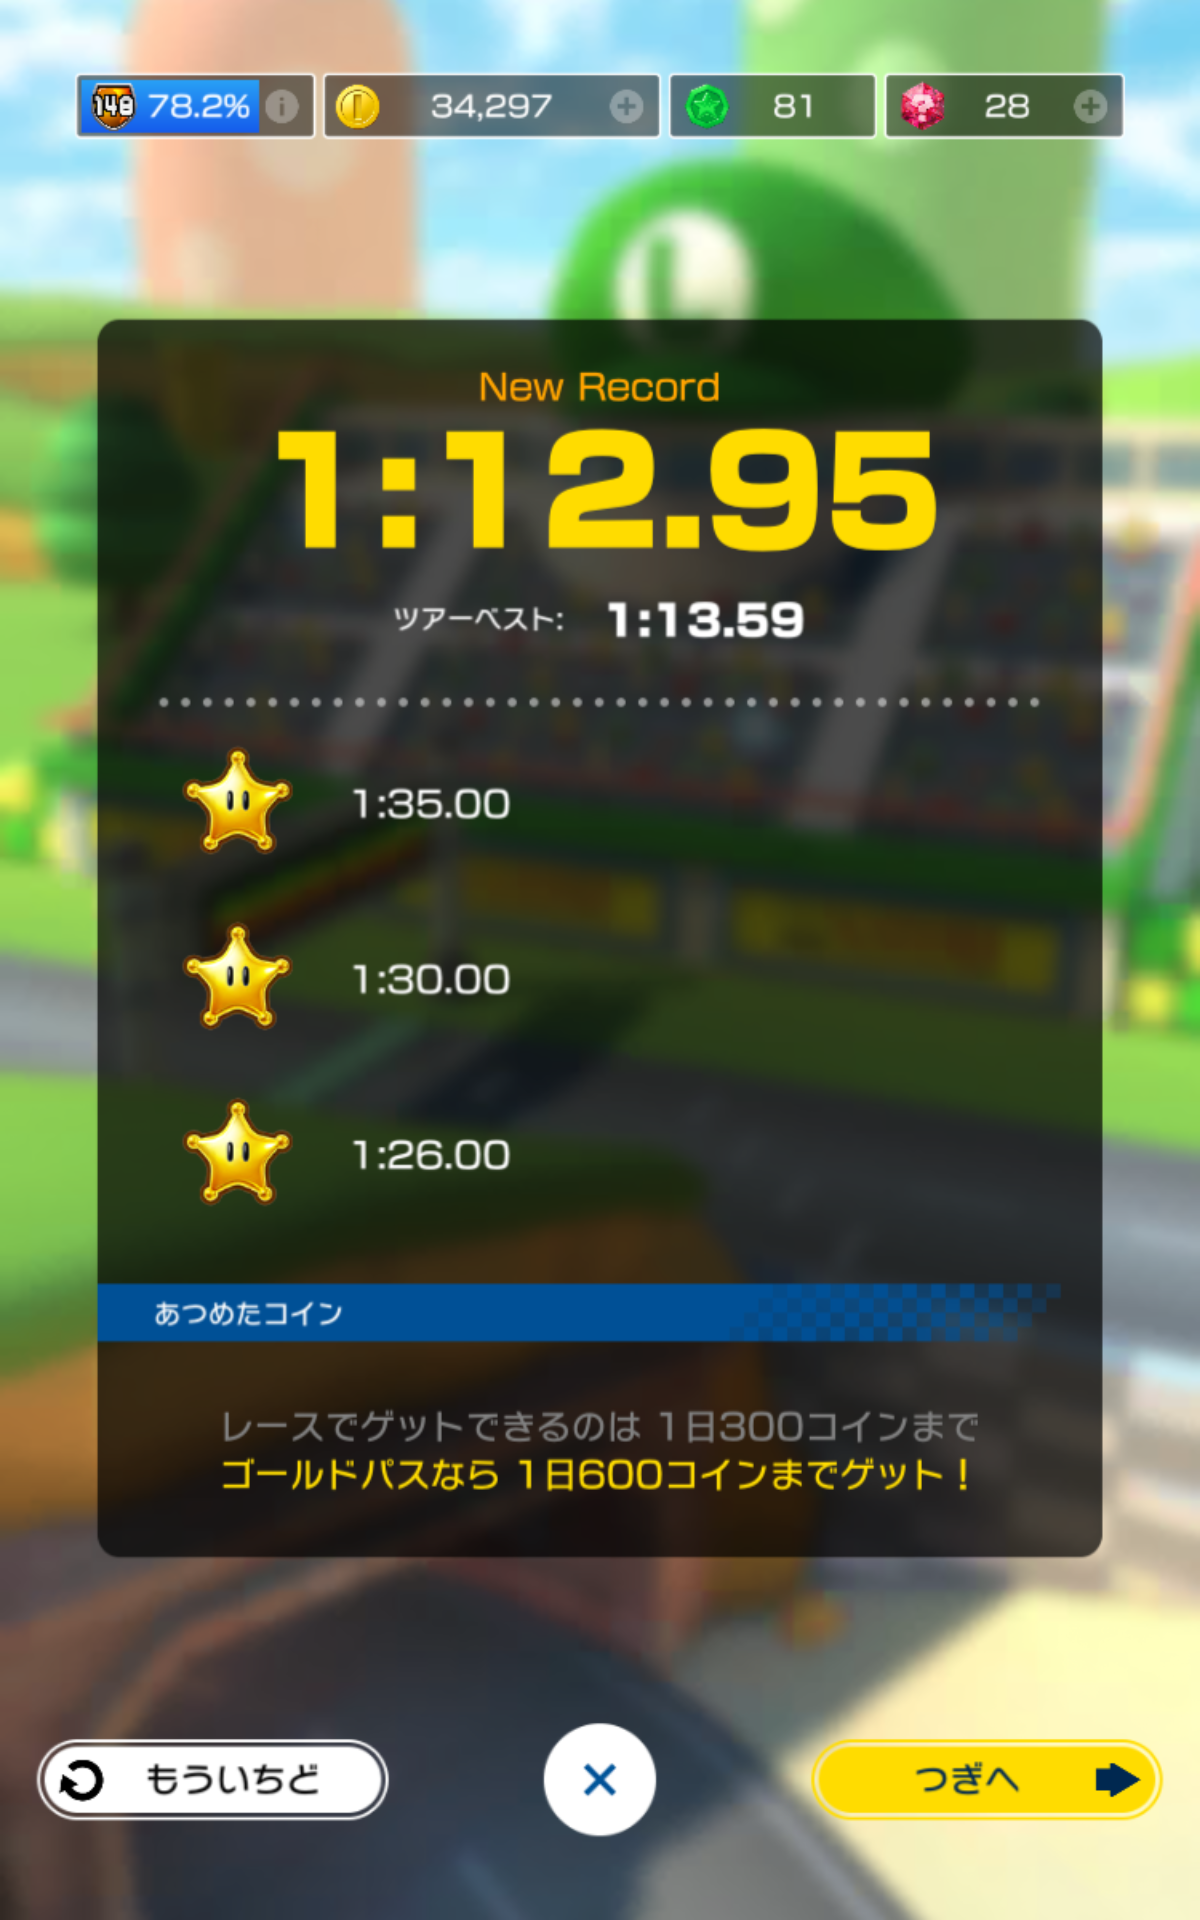 148 78.2% i 34,297 + 81 28 +
L
New Record
1:12.95
ツアーベスト: 1:13.59
1:35.00
1:30.00
1:26.00
あつめたコイン
レースでゲットできるのは 1日300コインまで
ゴールドパスなら 1日600コインまでゲット！
もういちど × つぎへ